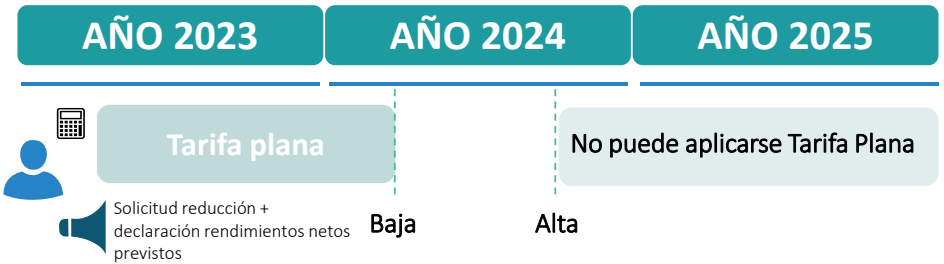 AÑO 2023
AÑO 2024
AÑO 2025
Tarifa plana
No puede aplicarse Tarifa Plana
Solicitud reducción +
declaración rendimientos netos
previstos
Baja
Alta